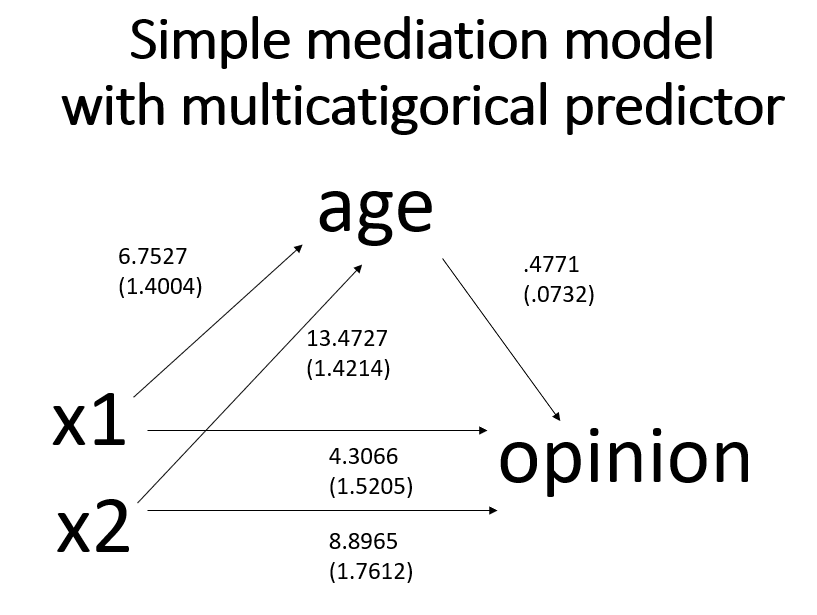 Simple mediation model
with multicatigorical predictor
age
6.7527
(1.4004)
.4771
(.0732)
13.4727
(1.4214)
x1
4.3066
(1.5205)
opinion
x2
8.8965
(1.7612)